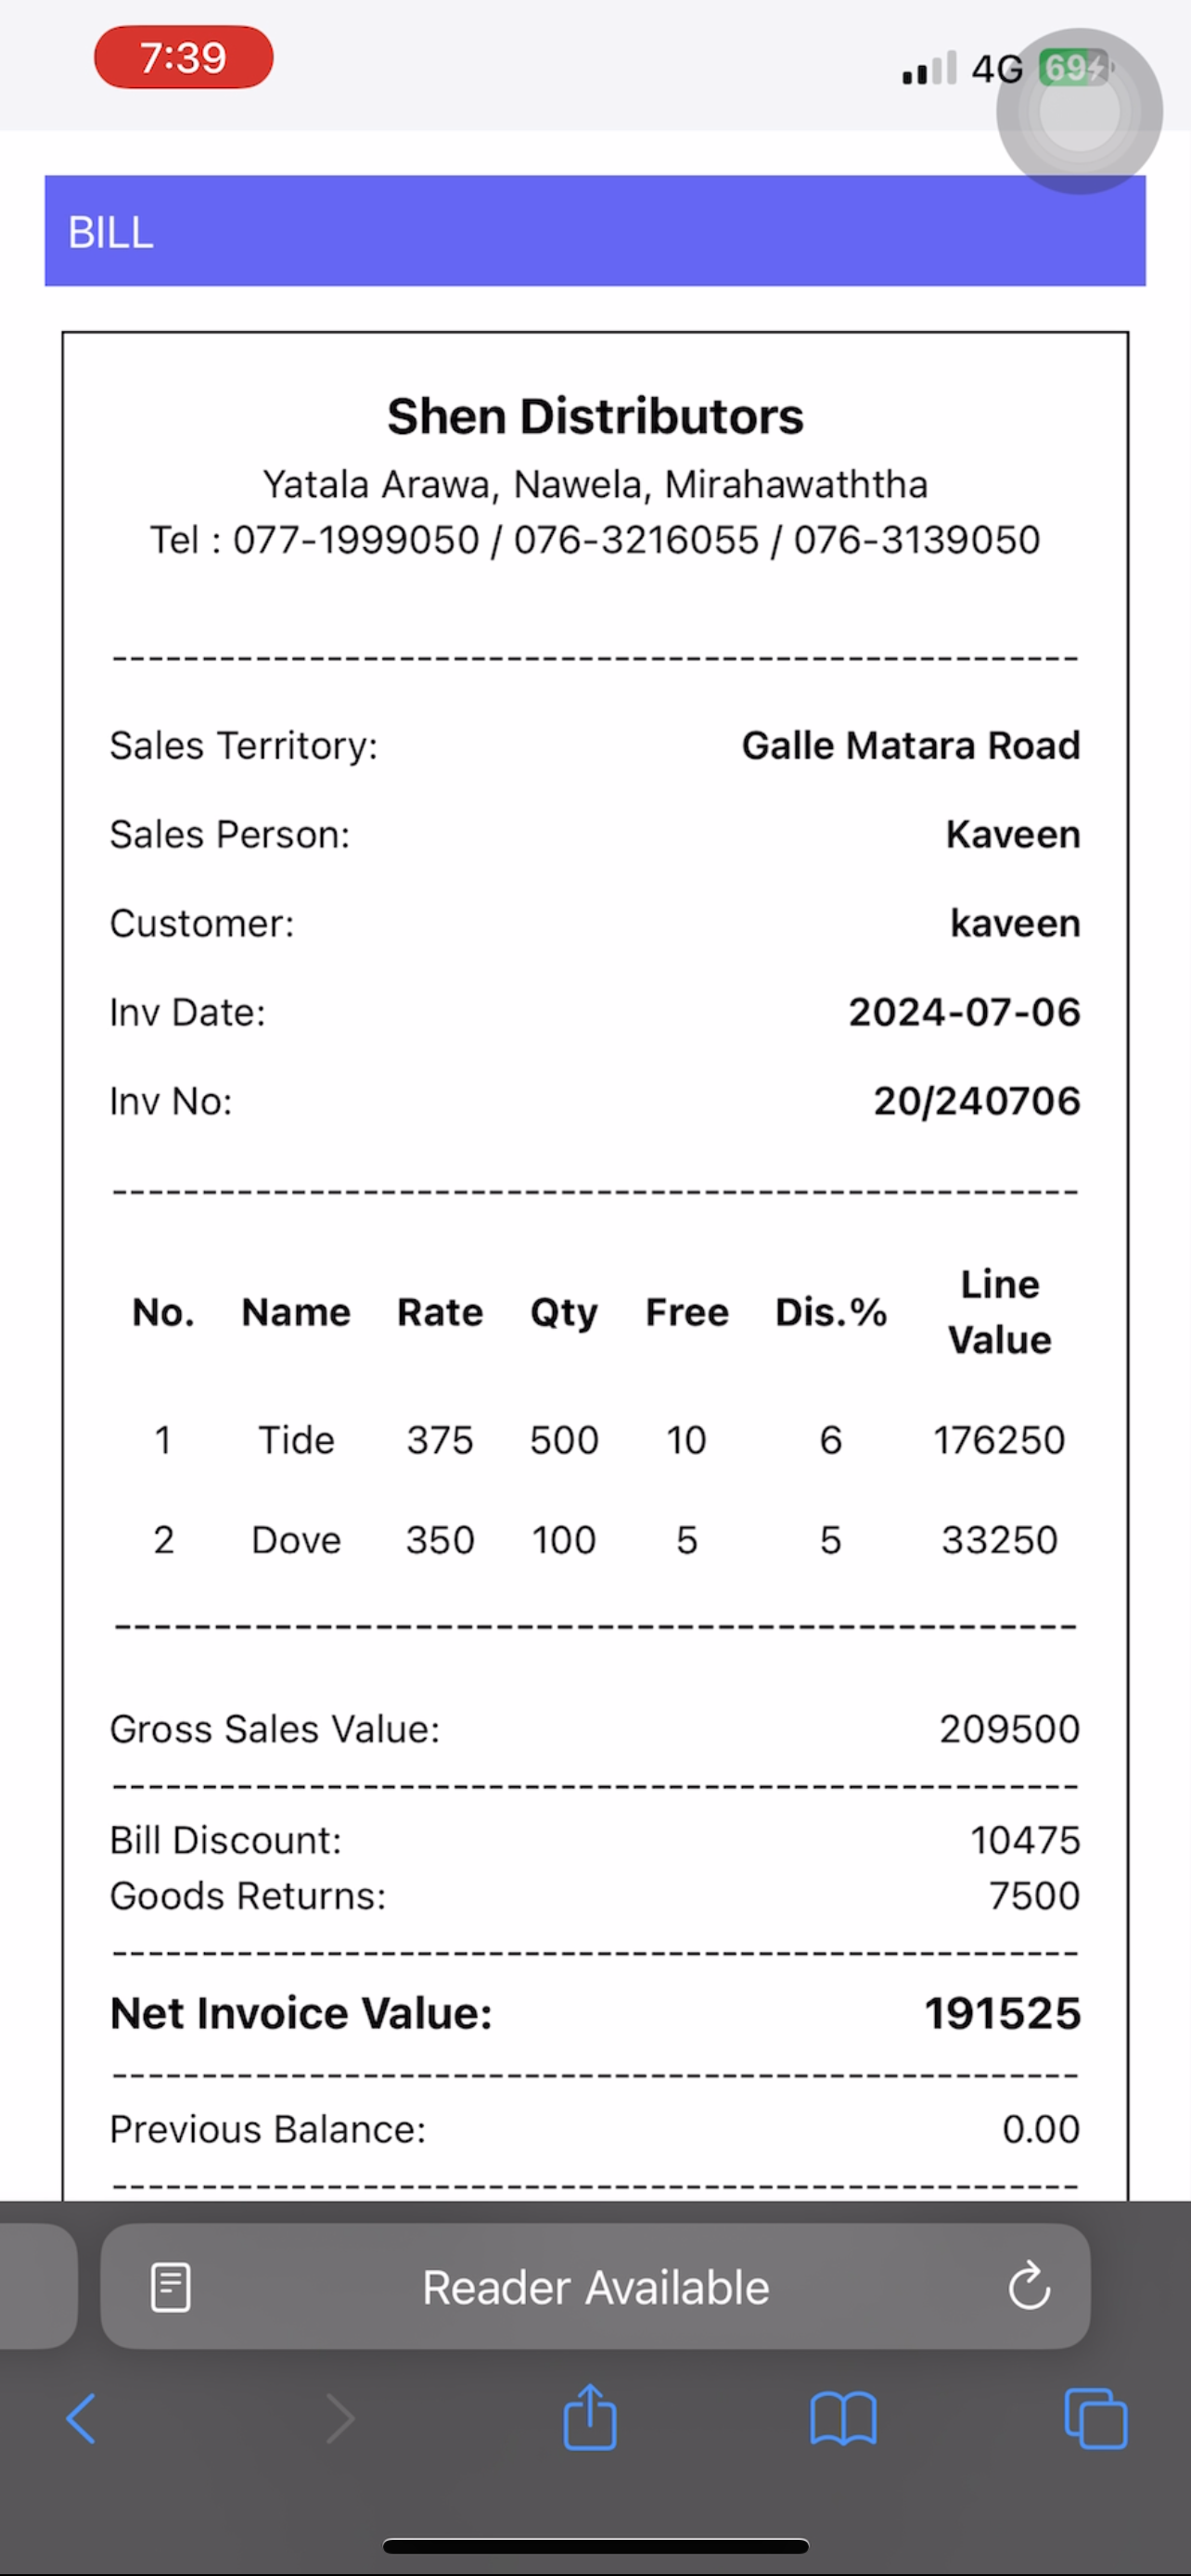 7:39
4G 69
BILL
Shen Distributors
Yatala Arawa, Nawela, Mirahawaththa
Tel : 077-1999050 / 076-3216055 / 076-3139050
Sales Territory: Galle Matara Road
Sales Person: Kaveen
Customer: kaveen
Inv Date: 2024-07-06
Inv No: 20/240706
No. Name Rate Qty Free Dis.% Line Value
1 Tide 375 500 10 6 176250
2 Dove 350 100 5 5 33250
Gross Sales Value: 209500
Bill Discount: 10475
Goods Returns: 7500
Net Invoice Value: 191525
Previous Balance: 0.00
Reader Available